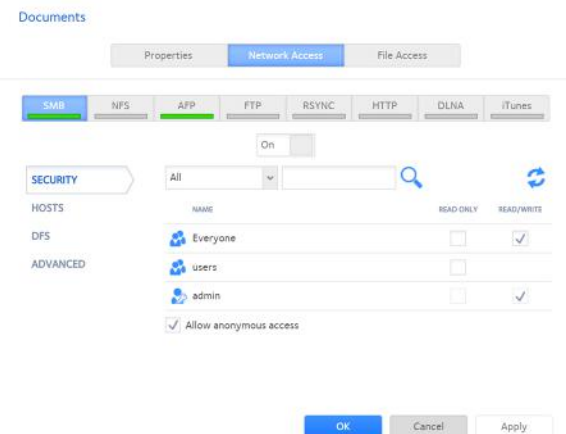 Documents
Properties Network Access File Access
SMB NFS AFP FTP RSYNC HTTP DLNA iTunes
On
SECURITY All
HOSTS NAME READ ONLY READ/WRITE
DFS Everyone
users
ADVANCED admin
Allow anonymous access
OK Cancel Apply